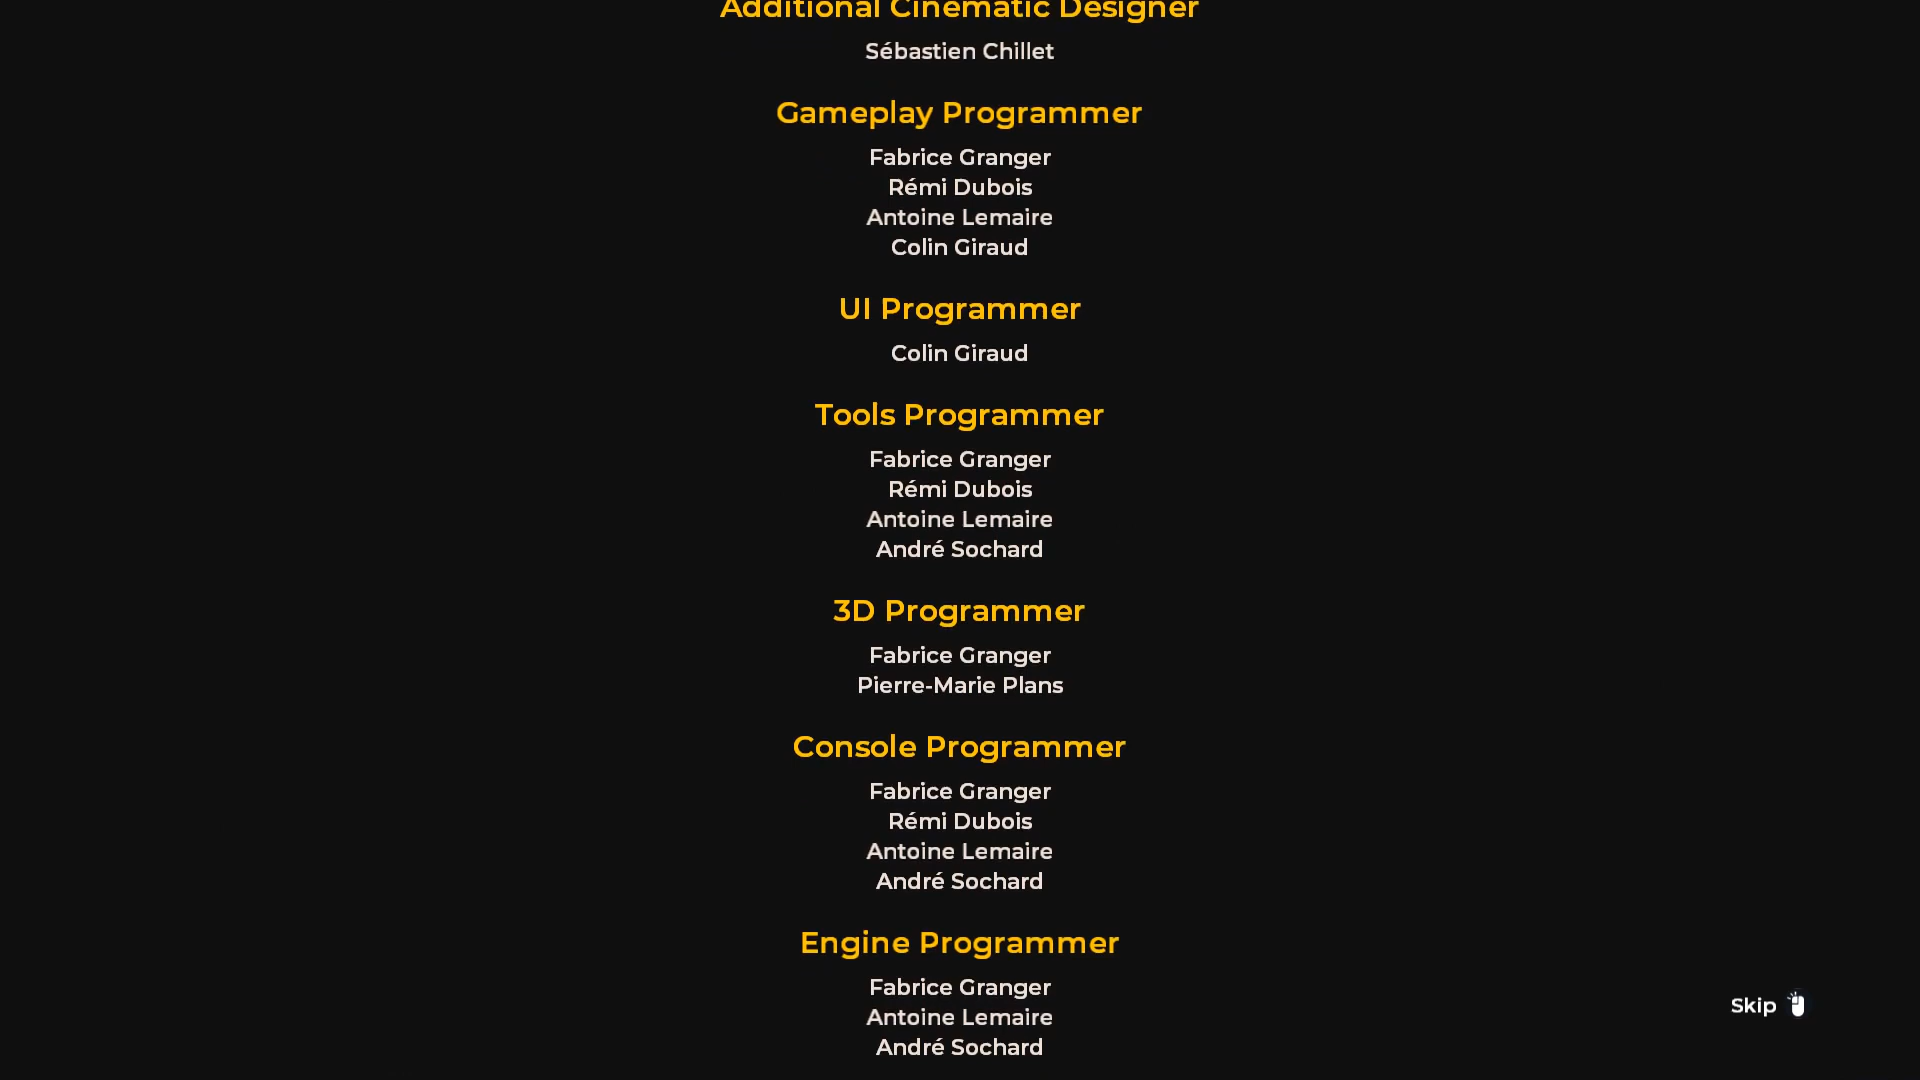 Additional Cinematic Designer
Sébastien Chillet
Gameplay Programmer
Fabrice Granger
Rémi Dubois
Antoine Lemaire
Colin Giraud
UI Programmer
Colin Giraud
Tools Programmer
Fabrice Granger
Rémi Dubois
Antoine Lemaire
André Sochard
3D Programmer
Fabrice Granger
Pierre-Marie Plans
Console Programmer
Fabrice Granger
Rémi Dubois
Antoine Lemaire
André Sochard
Engine Programmer
Fabrice Granger
Antoine Lemaire
André Sochard
Skip